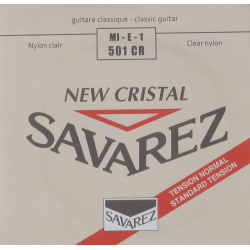 guitare classique - classic guitar
Nylon clair
MI - E - 1
501 CR
Clear nylon
NEW CRISTAL
SAVAREZ
TENSION NORMAL
STANDARD TENSION
SAVAREZ